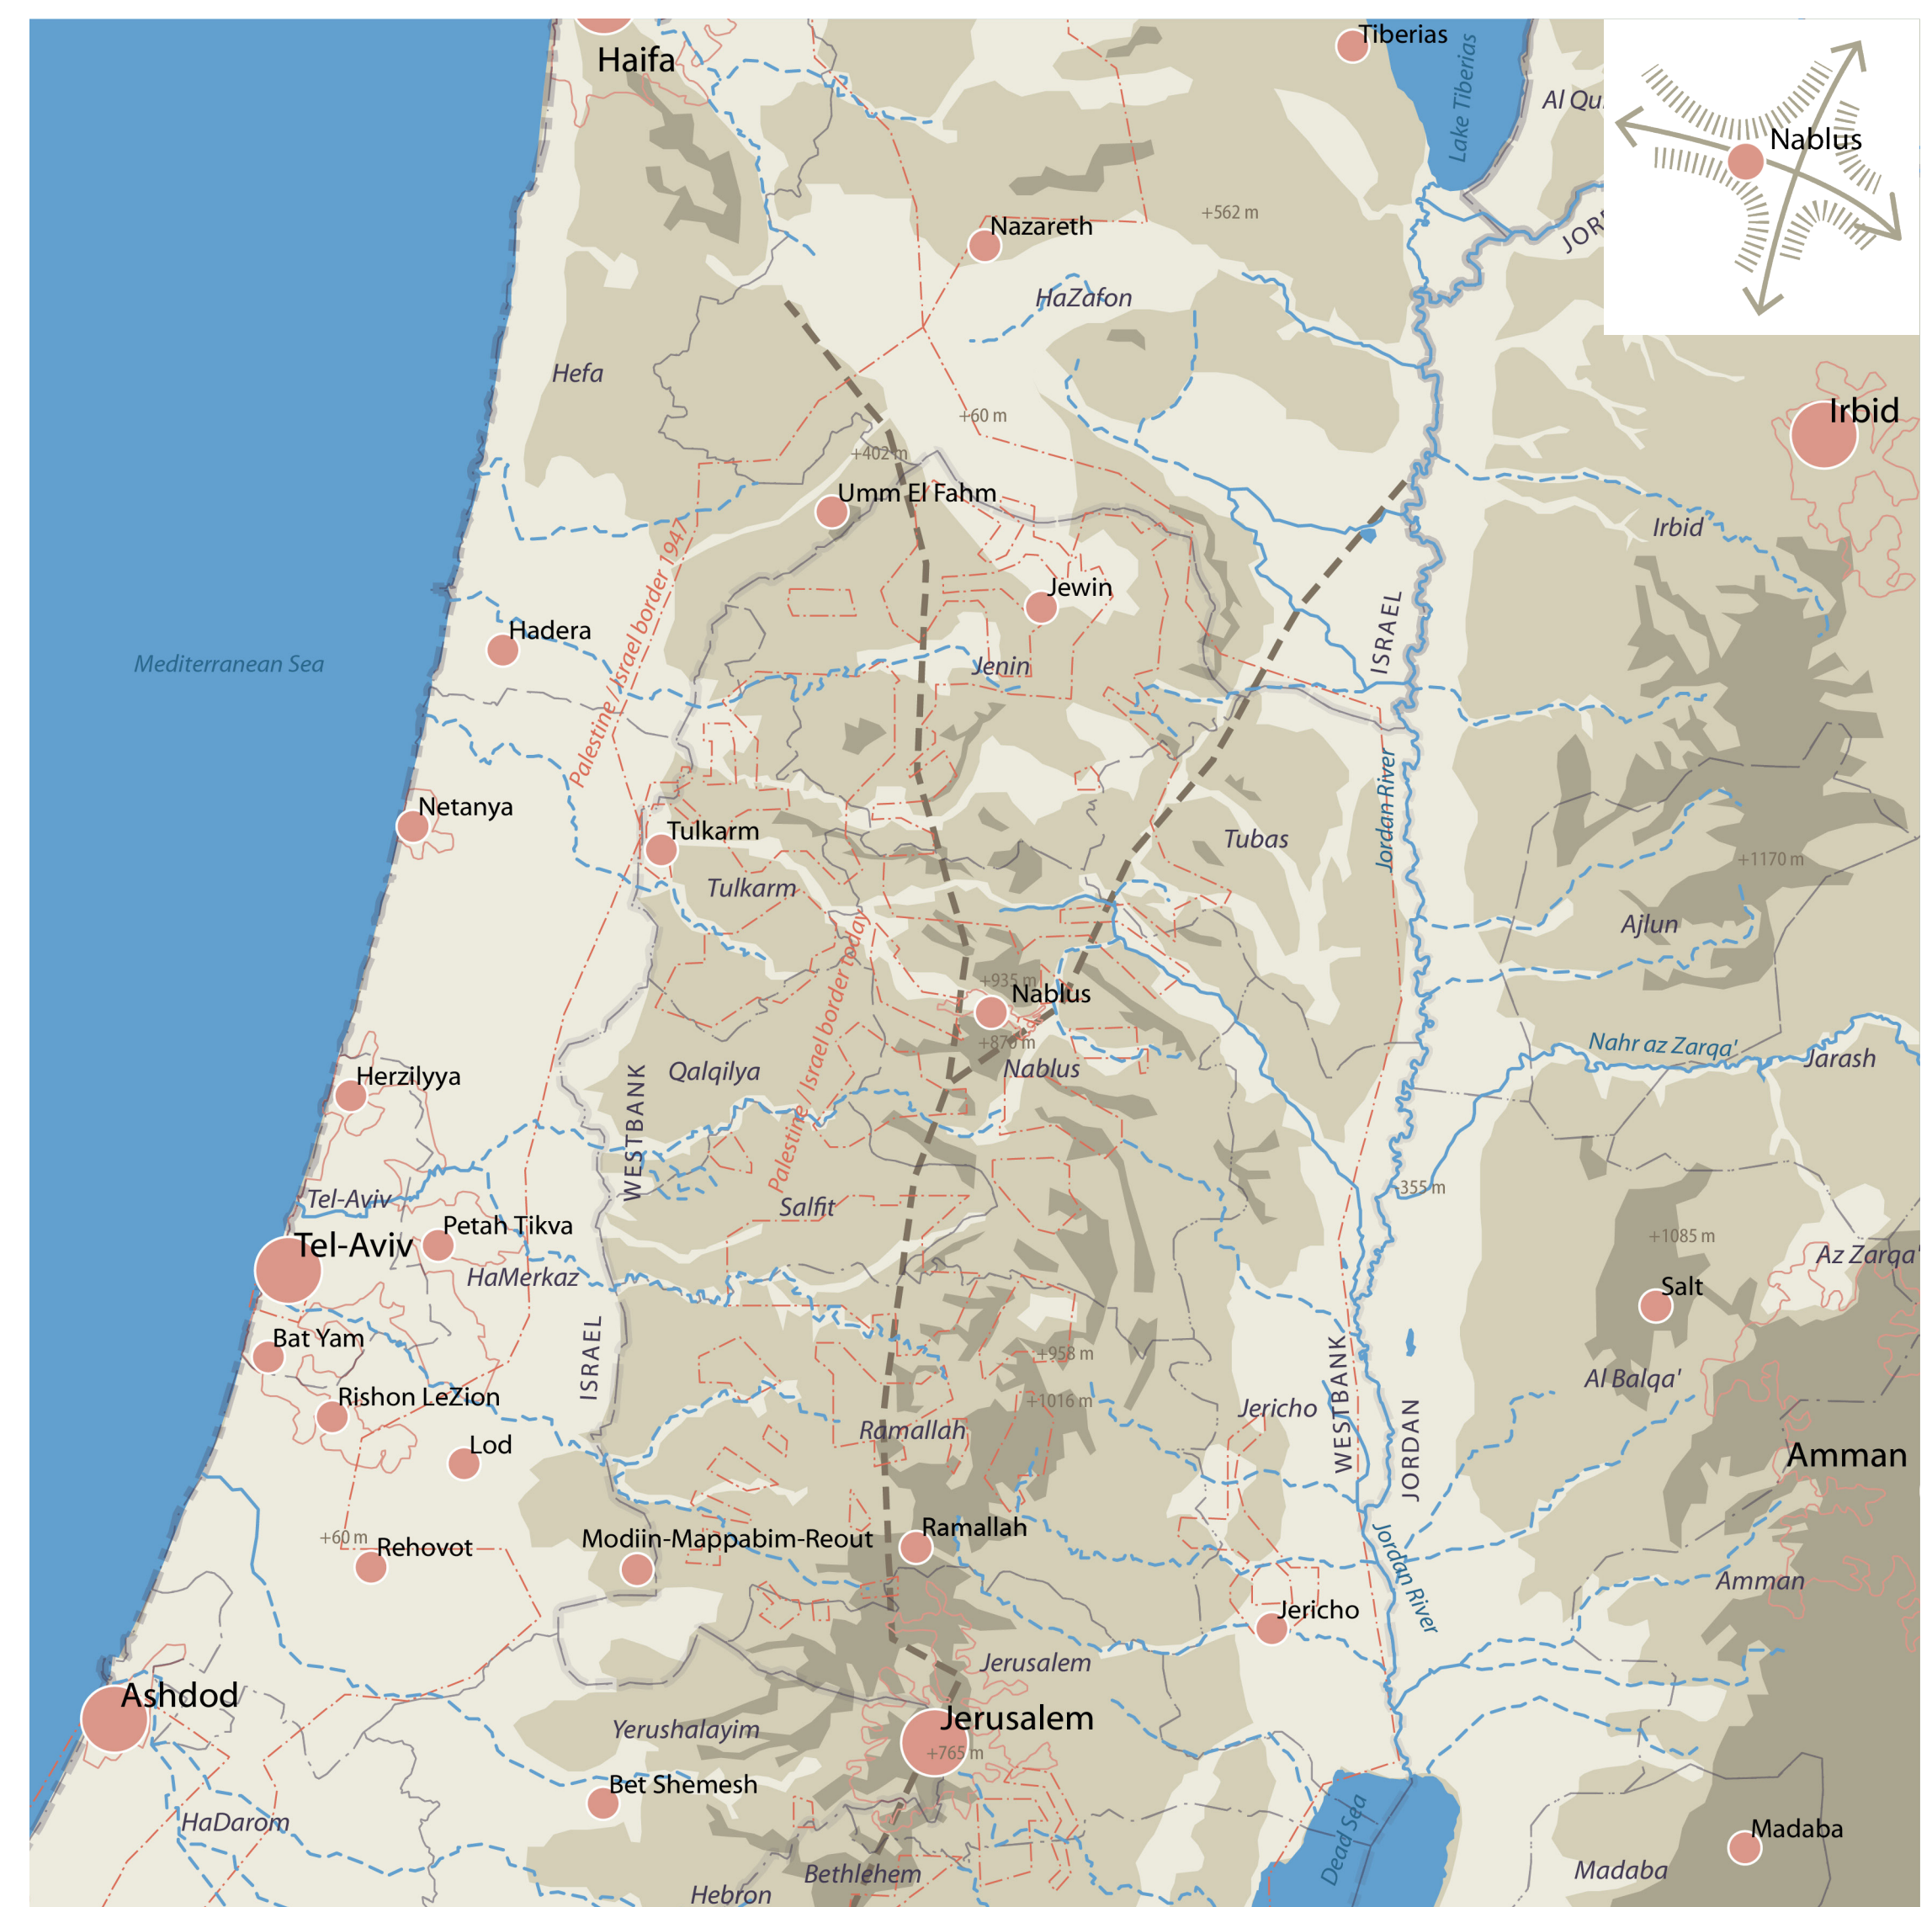 Tiberias
Haifa
Lake Tiberias
Al Qu
Nablus
+562 m
Nazareth
JOR
HaZafon
Hefa
Irbid
+60 m
+402 m
Umm El Fahm
Irbid
Palestine / Israel border 1947
Jewin
ISRAEL
Hadera
Mediterranean Sea
Jenin
Jordan River
Netanya
Tulkarm
Tubas
+1170 m
Tulkarm
Ajlun
Palestine / Israel border today
+935 m
Nablus
+870 m
Nahr az Zarqa'
Jarash
Nablus
Qalqilya
Herzilyya
WESTBANK
-355 m
Tel-Aviv
Salfit
Petah Tikva
+1085 m
Tel-Aviv
Az Zarqa'
HaMerkaz
Salt
Bat Yam
ISRAEL
+958 m
WESTBANK
Al Balqa'
Rishon LeZion
+1016 m
Jericho
JORDAN
Ramallah
Lod
Amman
Ramallah
+60 m
Modiin-Mappabim-Reout
Rehovot
Jordan River
Amman
Jericho
Jerusalem
Ashdod
Jerusalem
Yerushalayim
+765 m
Bet Shemesh
HaDarom
Dead Sea
Madaba
Bethlehem
Madaba
Hebron